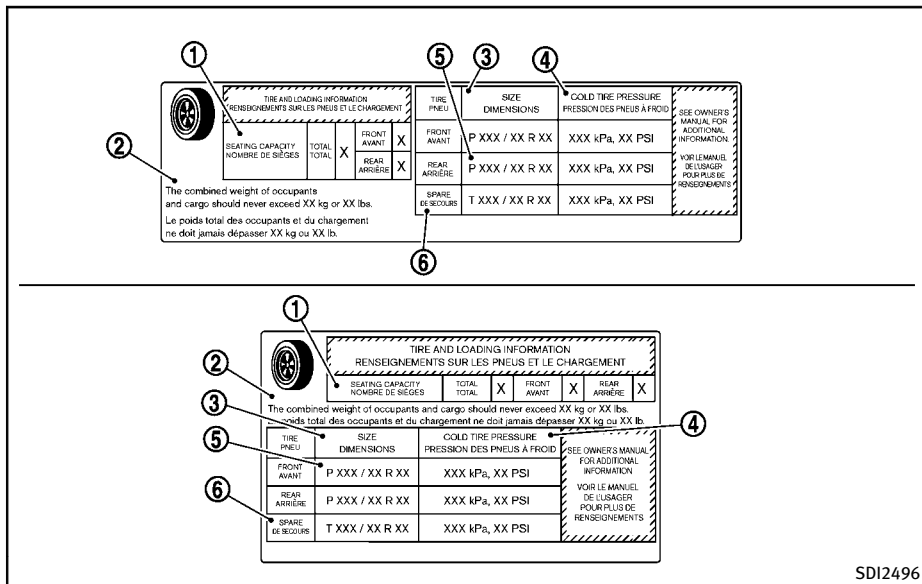 ①
⑤
③
④
TIRE AND LOADING INFORMATION
RENSEIGNEMENTS SUR LES PNEUS ET LE CHARGEMENT
SEATING CAPACITY
NOMBRE DE SIÈGES
TOTAL
TOTAL
X
FRONT
AVANT
X
REAR
ARRIÈRE
X
②
The combined weight of occupants
and cargo should never exceed XX kg or XX lbs.
Le poids total des occupants et du chargement
ne doit jamais dépasser XX kg ou XX lb.
TIRE
PNEU
SIZE
DIMENSIONS
COLD TIRE PRESSURE
PRESSION DES PNEUS À FROID
FRONT
AVANT
P XXX / XX R XX
XXX kPa, XX PSI
REAR
ARRIÈRE
P XXX / XX R XX
XXX kPa, XX PSI
SPARE
DE SECOURS
T XXX / XX R XX
XXX kPa, XX PSI
SEE OWNER'S
MANUAL FOR
ADDITIONAL
INFORMATION.
VOIR LE MANUEL
DE L'USAGER
POUR PLUS DE
RENSEIGNEMENTS
⑥
①
TIRE AND LOADING INFORMATION
RENSEIGNEMENTS SUR LES PNEUS ET LE CHARGEMENT
SEATING CAPACITY
NOMBRE DE SIÈGES
TOTAL
TOTAL
X
FRONT
AVANT
X
REAR
ARRIÈRE
X
②
The combined weight of occupants and cargo should never exceed XX kg or XX lbs.
poids total des occupants et du chargement ne doit jamais dépasser XX kg ou XX lb.
③
④
TIRE
PNEU
SIZE
DIMENSIONS
COLD TIRE PRESSURE
PRESSION DES PNEUS À FROID
⑤
FRONT
AVANT
P XXX / XX R XX
XXX kPa, XX PSI
REAR
ARRIÈRE
P XXX / XX R XX
XXX kPa, XX PSI
⑥
SPARE
DE SECOURS
T XXX / XX R XX
XXX kPa, XX PSI
SEE OWNER'S MANUAL
FOR ADDITIONAL
INFORMATION
VOIR LE MANUEL
DE L'USAGER
POUR PLUS DE
RENSEIGNEMENTS
SDI2496